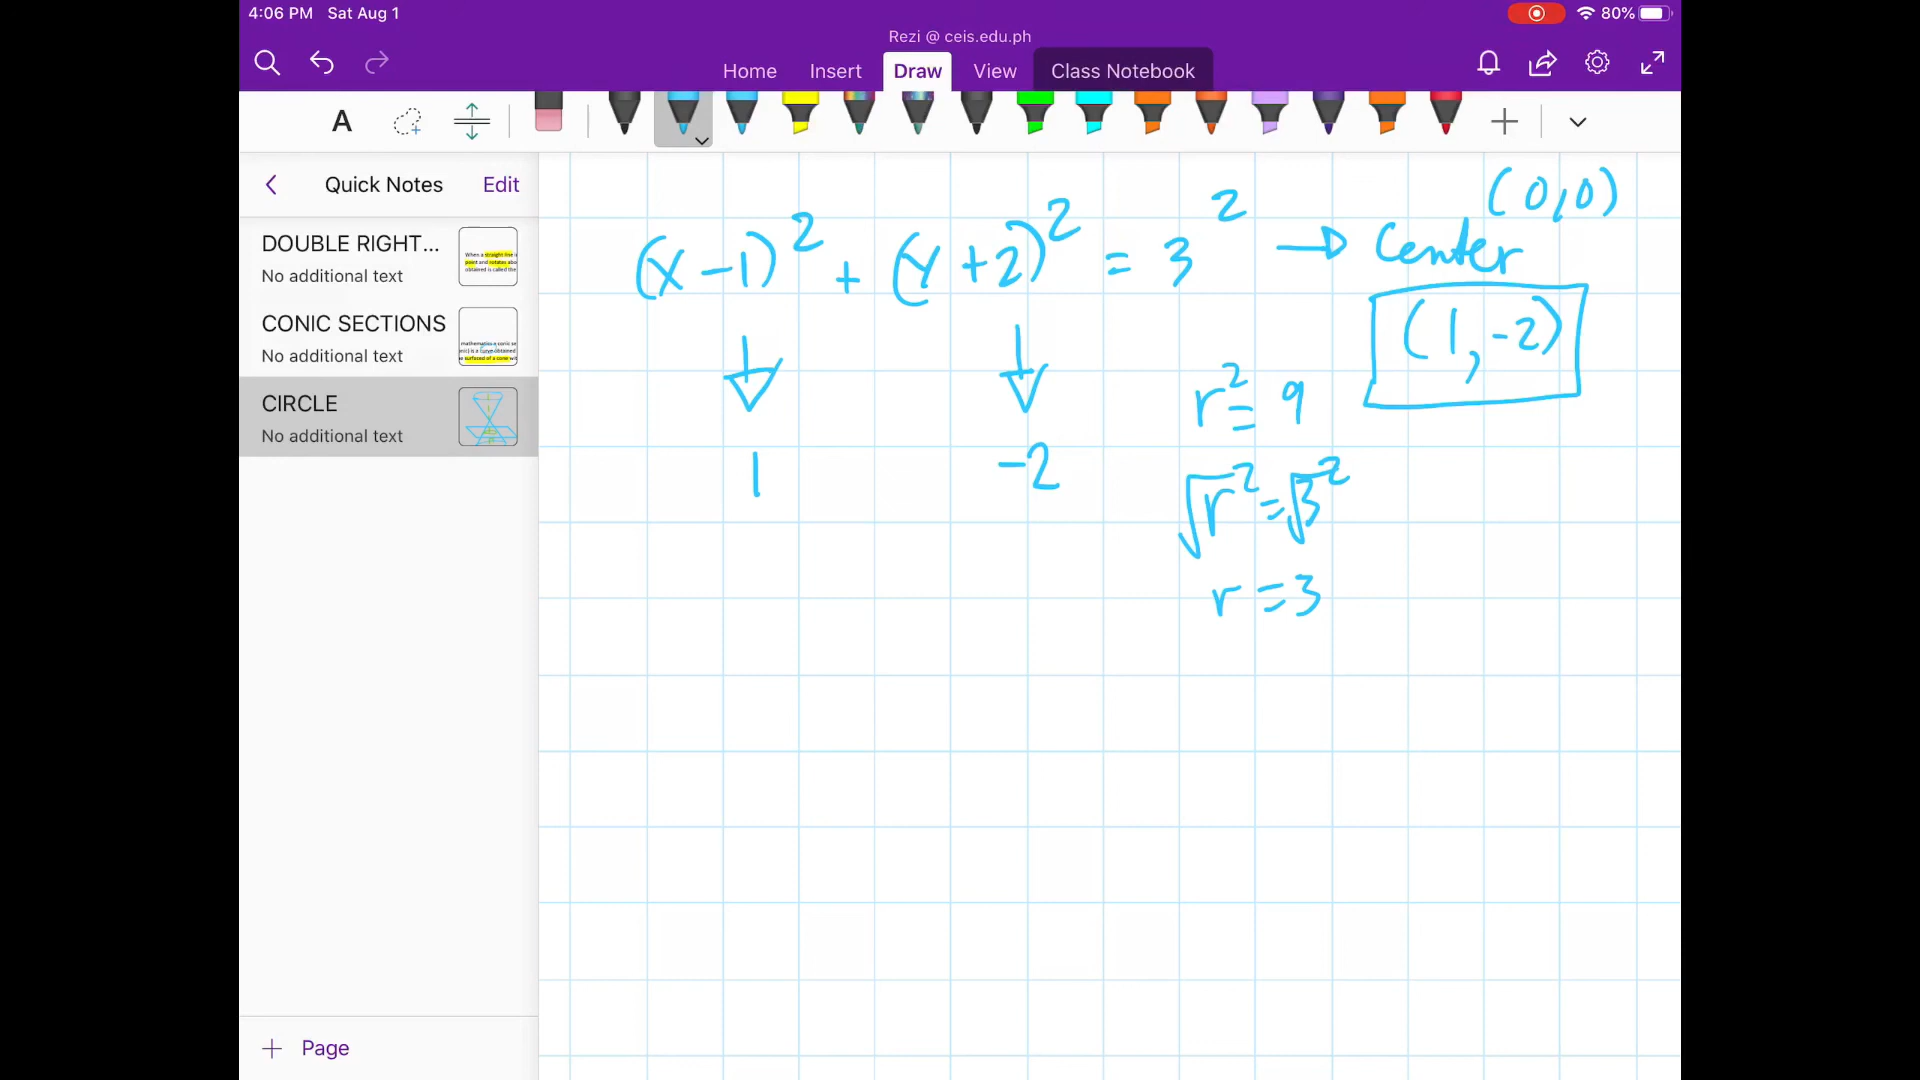 4:06 PM Sat Aug 1
80%
Rezi @ ceis.edu.ph
Home Insert Draw View Class Notebook
A
Quick Notes Edit
DOUBLE RIGHT...
No additional text
CONIC SECTIONS
No additional text
CIRCLE
No additional text
(0,0)
(x-1)² + (y+2)² = 3² → Center
(1,-2)
r² = 9
1 -2
√r² = √3²
r = 3
+ Page